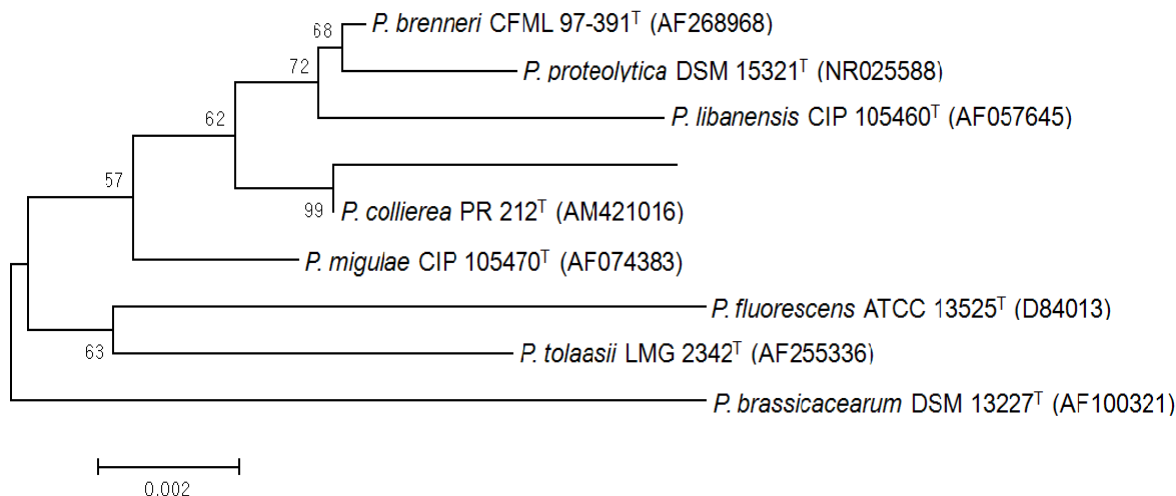 68
P. brenneri CFML 97-391ᵀ (AF268968)
72
P. proteolytica DSM 15321ᵀ (NR025588)
P. libanensis CIP 105460ᵀ (AF057645)
62
57
99
P. collierea PR 212ᵀ (AM421016)
P. migulae CIP 105470ᵀ (AF074383)
P. fluorescens ATCC 13525ᵀ (D84013)
63
P. tolaasii LMG 2342ᵀ (AF255336)
P. brassicacearum DSM 13227ᵀ (AF100321)
0.002